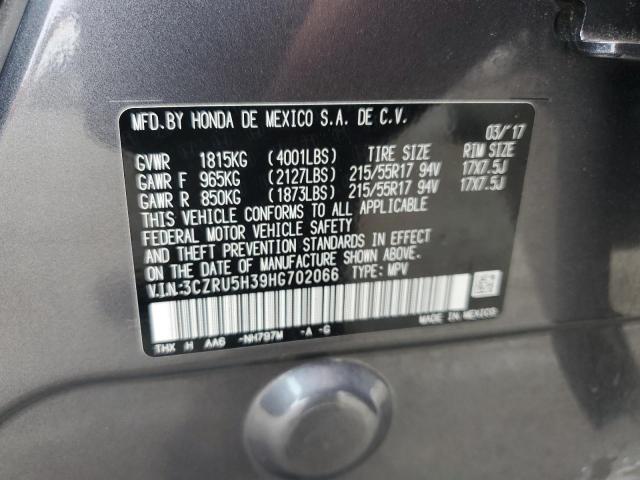 MFD.BY HONDA DE MEXICO S.A. DE C.V.
03/17
GVWR 1815KG (4001LBS) TIRE SIZE RIM SIZE
GAWR F 965KG (2127LBS) 215/55R17 94V 17X7.5J
GAWR R 850KG (1873LBS) 215/55R17 94V 17X7.5J
THIS VEHICLE CONFORMS TO ALL APPLICABLE
FEDERAL MOTOR VEHICLE SAFETY
AND THEFT PREVENTION STANDARDS IN EFFECT
ON THE DATE OF MANUFACTURE SHOWN ABOVE.
V.I.N:3CZRU5H39HG702066 TYPE: MPV
THX H AA6 -NH797M -A -G
MADE IN MEXICO